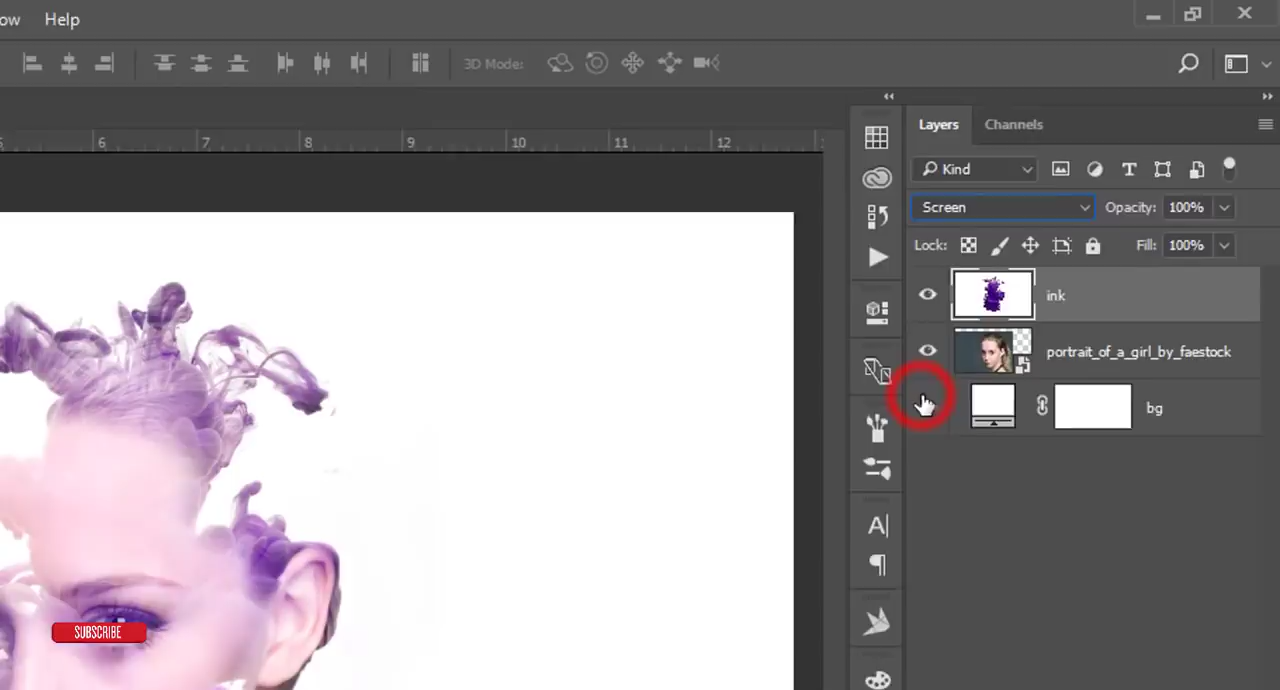 ow Help
3D Mode:
6 7 8 9 10 11 12
Layers Channels
Kind
Screen Opacity: 100%
Lock: Fill: 100%
ink
portrait_of_a_girl_by_faestock
bg
SUBSCRIBE